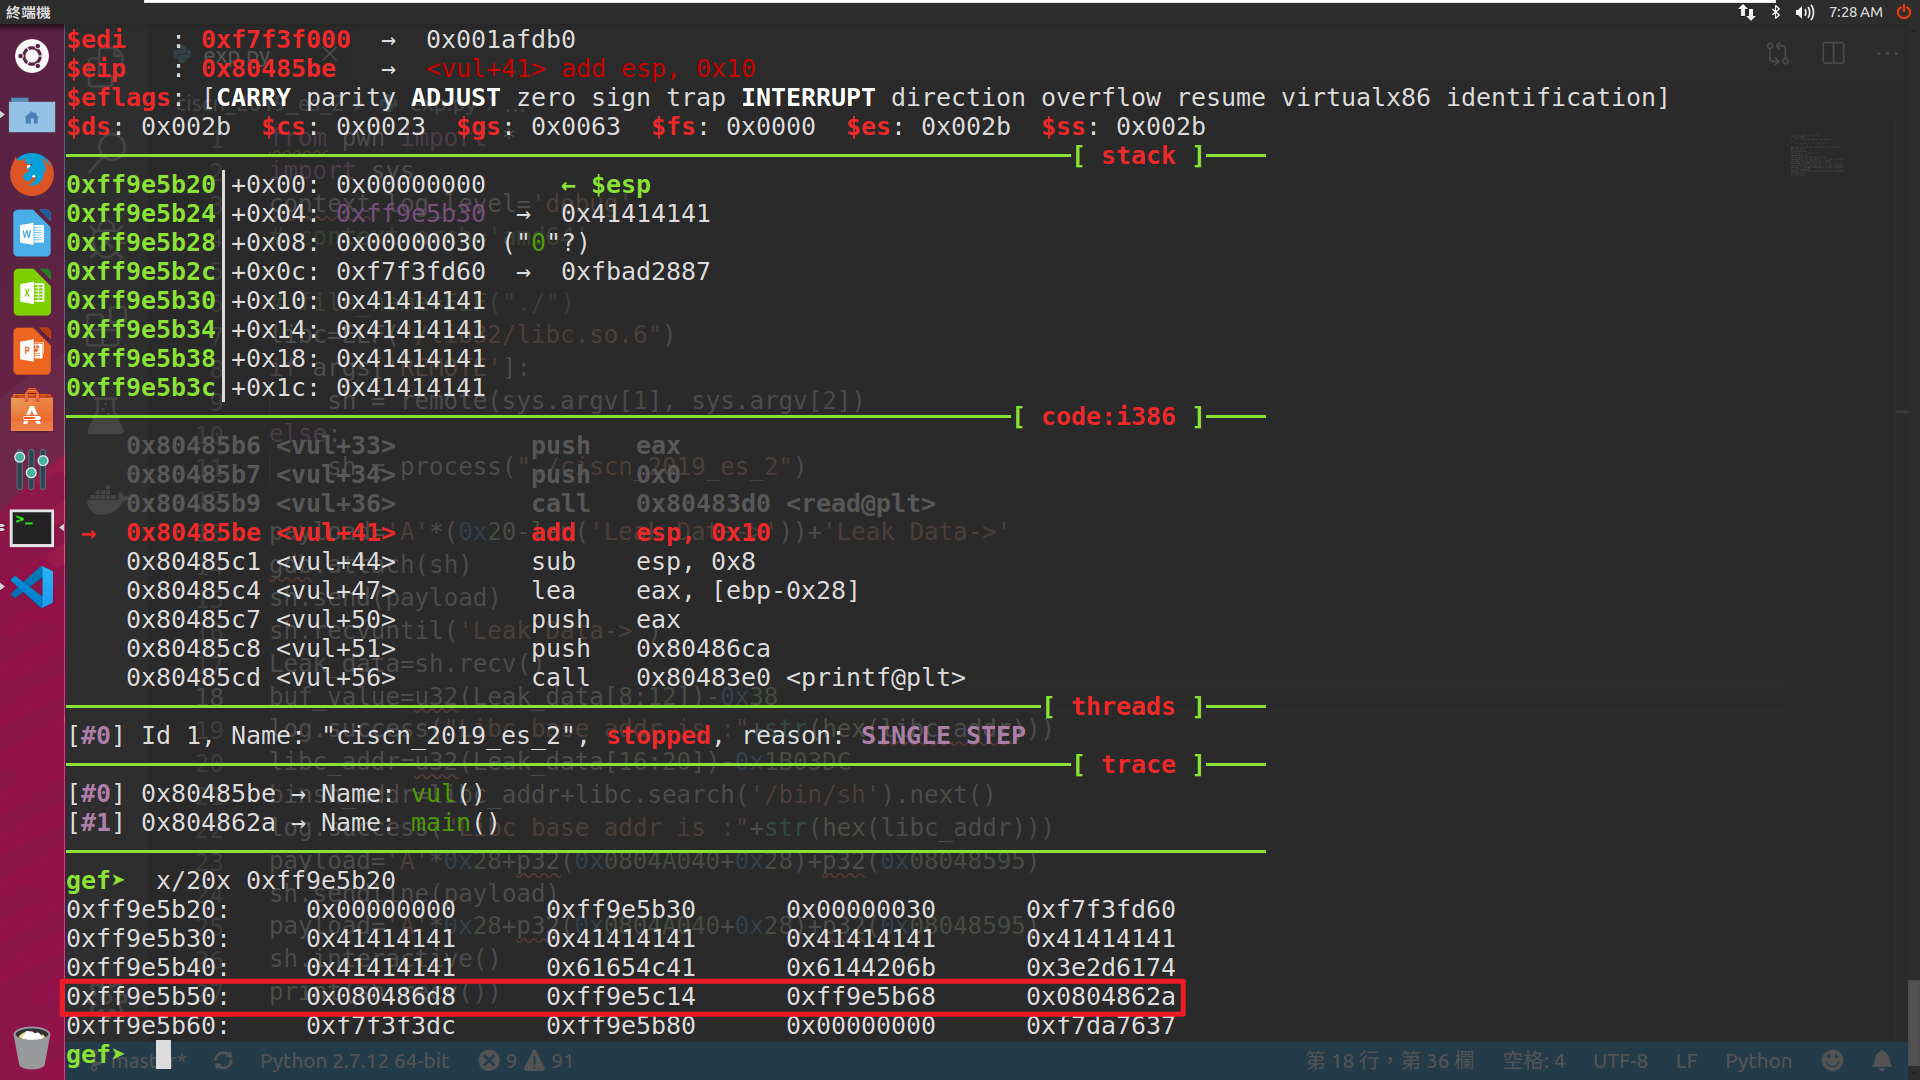 終端機
7:28 AM
$edi   : 0xf7f3f000  →  0x001afdb0
$eip   : 0x80485be   →  <vul+41> add esp, 0x10
$eflags: [CARRY parity ADJUST zero sign trap INTERRUPT direction overflow resume virtualx86 identification]
$ds: 0x002b  $cs: 0x0023  $gs: 0x0063  $fs: 0x0000  $es: 0x002b  $ss: 0x002b
[ stack ]
0xff9e5b20│+0x00: 0x00000000     ← $esp
0xff9e5b24│+0x04: 0xff9e5b30  →  0x41414141
0xff9e5b28│+0x08: 0x00000030 ("0"?)
0xff9e5b2c│+0x0c: 0xf7f3fd60  →  0xfbad2887
0xff9e5b30│+0x10: 0x41414141
0xff9e5b34│+0x14: 0x41414141
0xff9e5b38│+0x18: 0x41414141
0xff9e5b3c│+0x1c: 0x41414141
[ code:i386 ]
0x80485b6 <vul+33>         push   eax
0x80485b7 <vul+34>         push   0x0
0x80485b9 <vul+36>         call   0x80483d0 <read@plt>
→  0x80485be <vul+41>         add    esp, 0x10
0x80485c1 <vul+44>         sub    esp, 0x8
0x80485c4 <vul+47>         lea    eax, [ebp-0x28]
0x80485c7 <vul+50>         push   eax
0x80485c8 <vul+51>         push   0x80486ca
0x80485cd <vul+56>         call   0x80483e0 <printf@plt>
[ threads ]
[#0] Id 1, Name: "ciscn_2019_es_2", stopped, reason: SINGLE STEP
[ trace ]
[#0] 0x80485be → Name: vul()
[#1] 0x804862a → Name: main()
gef➤  x/20x 0xff9e5b20
0xff9e5b20:     0x00000000      0xff9e5b30      0x00000030      0xf7f3fd60
0xff9e5b30:     0x41414141      0x41414141      0x41414141      0x41414141
0xff9e5b40:     0x41414141      0x61654c41      0x6144206b      0x3e2d6174
0xff9e5b50:     0x080486d8      0xff9e5c14      0xff9e5b68      0x0804862a
0xff9e5b60:     0xf7f3f3dc      0xff9e5b80      0x00000000      0xf7da7637
gef➤
master*  Python 2.7.12 64-bit  9  91  第 18 行，第 36 欄  空格: 4  UTF-8  LF  Python